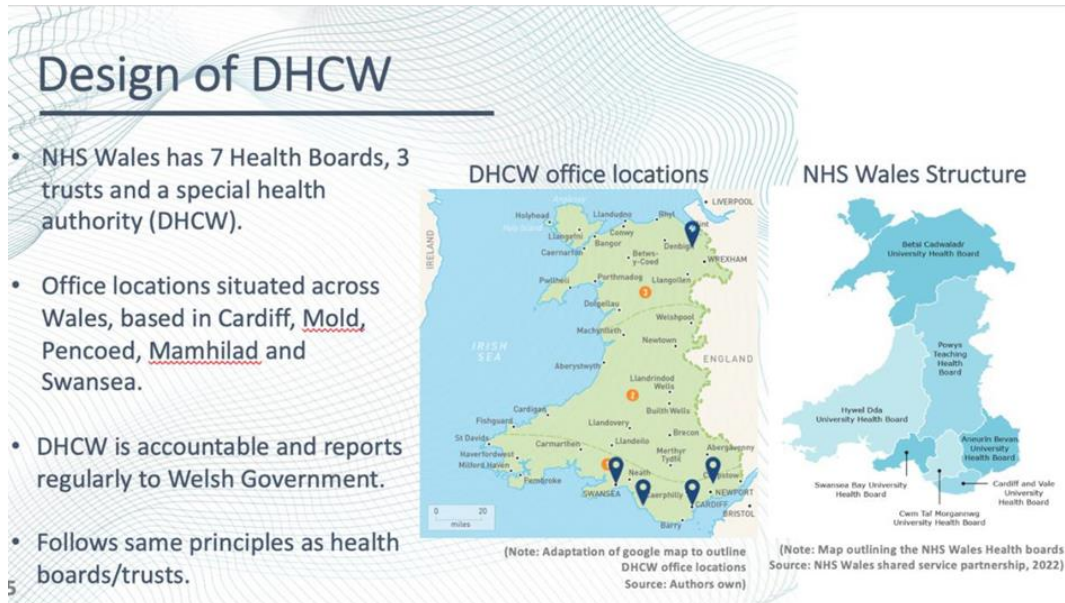 Design of DHCW
• NHS Wales has 7 Health Boards, 3
trusts and a special health
authority (DHCW).
• Office locations situated across
Wales, based in Cardiff, Mold,
Pencoed, Mamhilad and
Swansea.
• DHCW is accountable and reports
regularly to Welsh Government.
• Follows same principles as health
boards/trusts.
5
DHCW office locations
LIVERPOOL
Holyhead
Llandudno
Rhyl
Llangefni
Conwy
Bangor
Denbigh
Caernarfon
Betws-
y-Coed
WREXHAM
IRELAND
Pwllheli
Porthmadog
Llangollen
3
Dolgellau
Welshpool
Machynlleth
Newtown
IRISH
SEA
ENGLAND
Aberystwyth
Llandrindod
Wells
2
Builth Wells
Cardigan
Fishguard
Llandovery
Brecon
St Davids
Carmarthen
Llandeilo
Abergavenny
Haverfordwest
Merthyr
Tydfil
Milford Haven
Neath
Pembroke
SWANSEA
Caerphilly
NEWPORT
CARDIFF
BRISTOL
Barry
0 20
miles
(Note: Adaptation of google map to outline
DHCW office locations
Source: Authors own)
NHS Wales Structure
Betsi Cadwaladr
University Health Board
Powys
Teaching
Health
Board
Hywel Dda
University Health Board
Aneurin Bevan
University
Health Board
Swansea Bay University
Health Board
Cardiff and Vale
University
Health Board
Cwm Taf Morgannwg
University Health Board
(Note: Map outlining the NHS Wales Health boards
Source: NHS Wales shared service partnership, 2022)